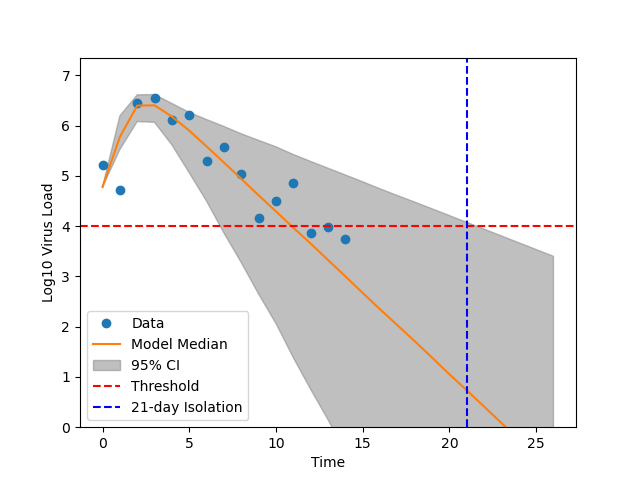 7
6
5
4
3
2
1
0
Log10 Virus Load
Data
Model Median
95% CI
Threshold
21-day Isolation
0 5 10 15 20 25
Time